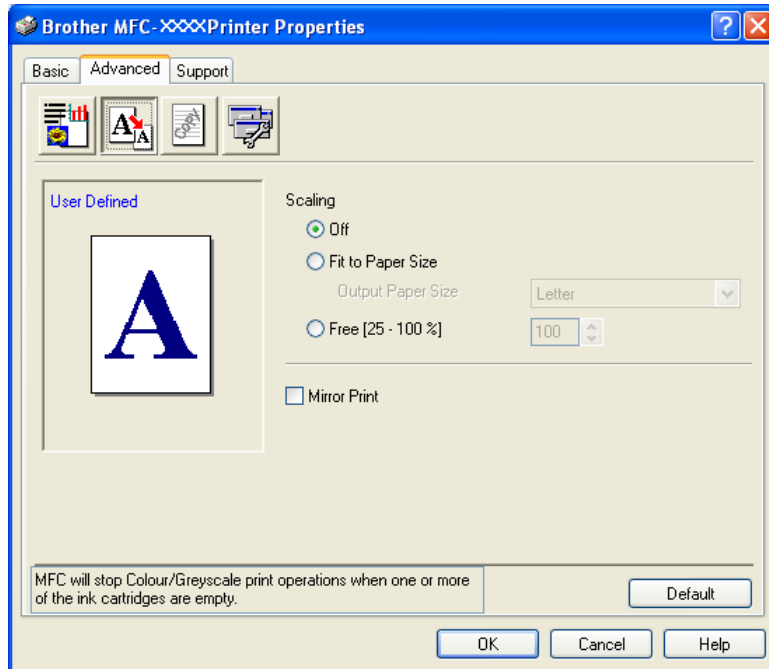 Brother MFC-XXXXPrinter Properties
Basic Advanced Support
A A copy
User Defined
A
Scaling
Off
Fit to Paper Size
Output Paper Size Letter
Free [25 - 100 %] 100
Mirror Print
MFC will stop Colour/Greyscale print operations when one or more
of the ink cartridges are empty.
Default
OK Cancel Help